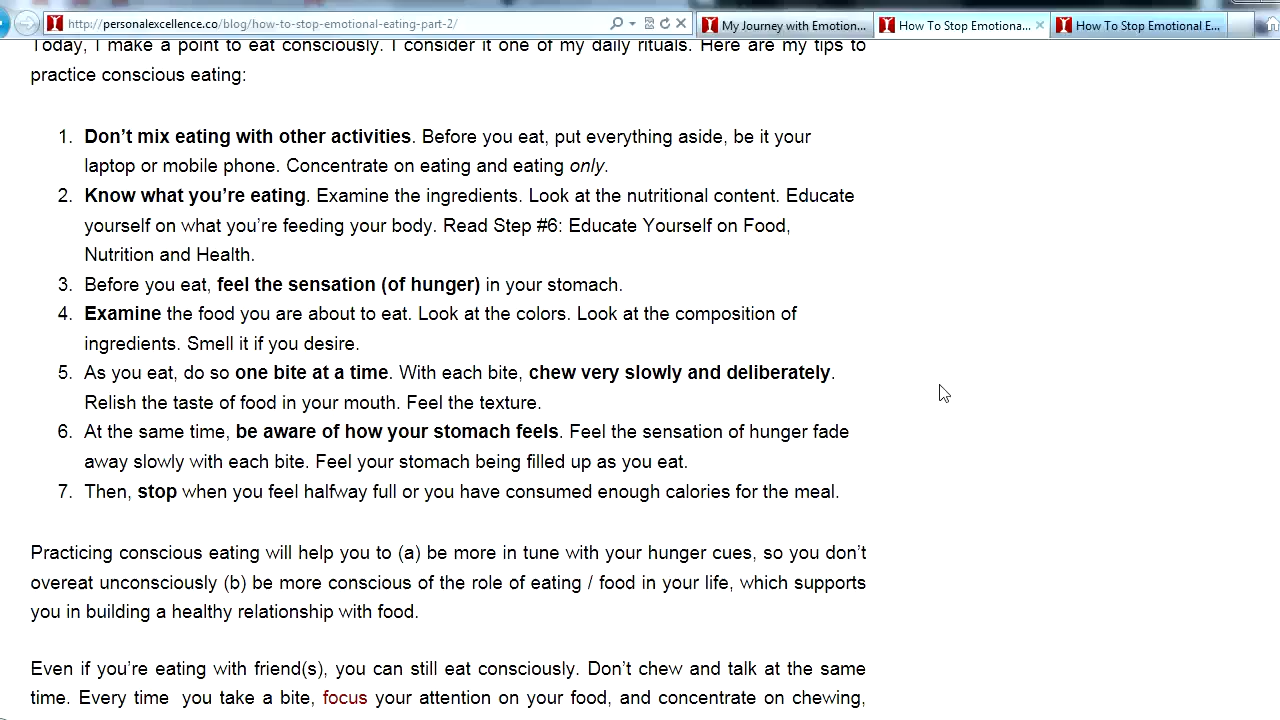 http://personalexcellence.co/blog/how-to-stop-emotional-eating-part-2/
My Journey with Emotion...
How To Stop Emotiona...
How To Stop Emotional E...
Today, I make a point to eat consciously. I consider it one of my daily rituals. Here are my tips to
practice conscious eating:
1. Don't mix eating with other activities. Before you eat, put everything aside, be it your
laptop or mobile phone. Concentrate on eating and eating only.
2. Know what you're eating. Examine the ingredients. Look at the nutritional content. Educate
yourself on what you're feeding your body. Read Step #6: Educate Yourself on Food,
Nutrition and Health.
3. Before you eat, feel the sensation (of hunger) in your stomach.
4. Examine the food you are about to eat. Look at the colors. Look at the composition of
ingredients. Smell it if you desire.
5. As you eat, do so one bite at a time. With each bite, chew very slowly and deliberately.
Relish the taste of food in your mouth. Feel the texture.
6. At the same time, be aware of how your stomach feels. Feel the sensation of hunger fade
away slowly with each bite. Feel your stomach being filled up as you eat.
7. Then, stop when you feel halfway full or you have consumed enough calories for the meal.
Practicing conscious eating will help you to (a) be more in tune with your hunger cues, so you don't
overeat unconsciously (b) be more conscious of the role of eating / food in your life, which supports
you in building a healthy relationship with food.
Even if you're eating with friend(s), you can still eat consciously. Don't chew and talk at the same
time. Every time you take a bite, focus your attention on your food, and concentrate on chewing,